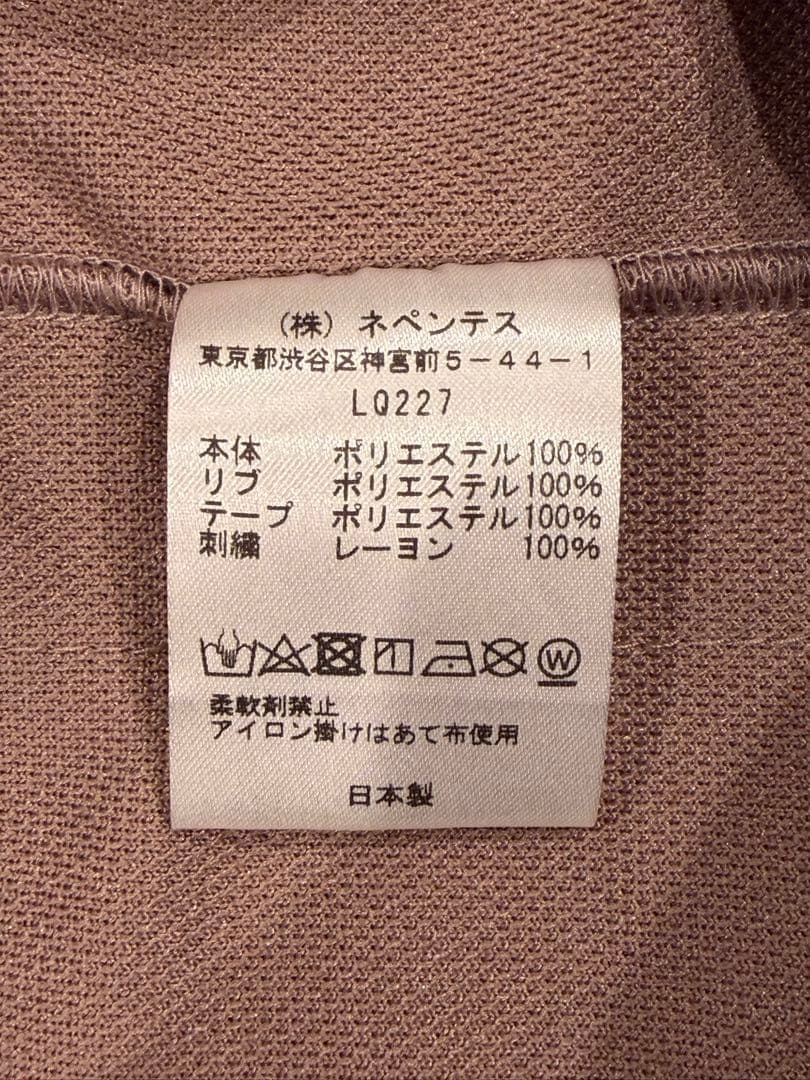 (株) ネペンテス
東京都渋谷区神宮前5-44-1
LQ227
本体 ポリエステル100%
リブ ポリエステル100%
テープ ポリエステル100%
刺繍 レーヨン 100%
W
柔軟剤禁止
アイロン掛けはあて布使用
日本製